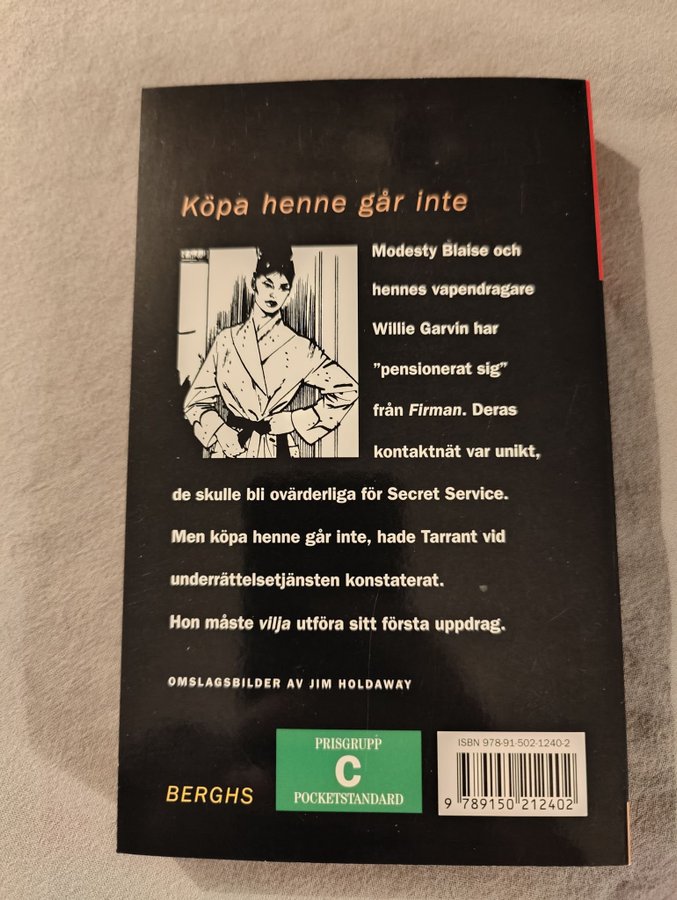 Köpa henne går inte
Modesty Blaise och
hennes vapendragare
Willie Garvin har
”pensionerat sig”
från Firman. Deras
kontaktnät var unikt,
de skulle bli ovärderliga för Secret Service.
Men köpa henne går inte, hade Tarrant vid
underrättelsetjänsten konstaterat.
Hon måste vilja utföra sitt första uppdrag.
OMSLAGSBILDER AV JIM HOLDAWAY
BERGHS
PRISGRUPP
C
POCKETSTANDARD
ISBN 978-91-502-1240-2
9 789150 212402